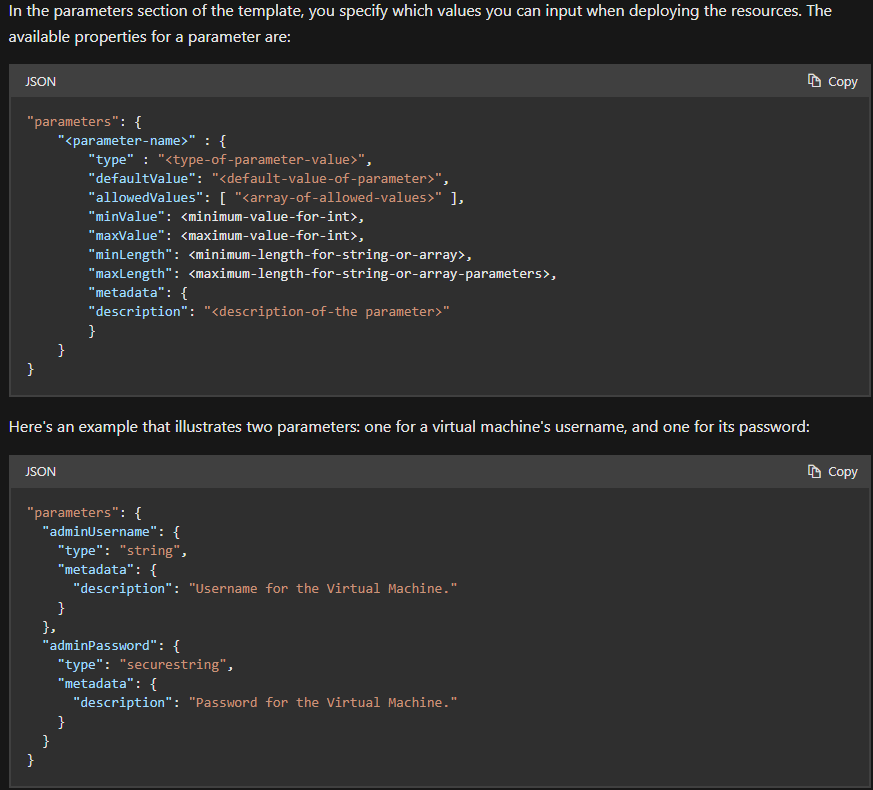 In the parameters section of the template, you specify which values you can input when deploying the resources. The
available properties for a parameter are:
JSON
Copy
"parameters": {
    "<parameter-name>" : {
        "type" : "<type-of-parameter-value>",
        "defaultValue": "<default-value-of-parameter>",
        "allowedValues": [ "<array-of-allowed-values>" ],
        "minValue": <minimum-value-for-int>,
        "maxValue": <maximum-value-for-int>,
        "minLength": <minimum-length-for-string-or-array>,
        "maxLength": <maximum-length-for-string-or-array-parameters>,
        "metadata": {
        "description": "<description-of-the parameter>"
        }
    }
}
Here's an example that illustrates two parameters: one for a virtual machine's username, and one for its password:
JSON
Copy
"parameters": {
  "adminUsername": {
    "type": "string",
    "metadata": {
      "description": "Username for the Virtual Machine."
    }
  },
  "adminPassword": {
    "type": "securestring",
    "metadata": {
      "description": "Password for the Virtual Machine."
    }
  }
}